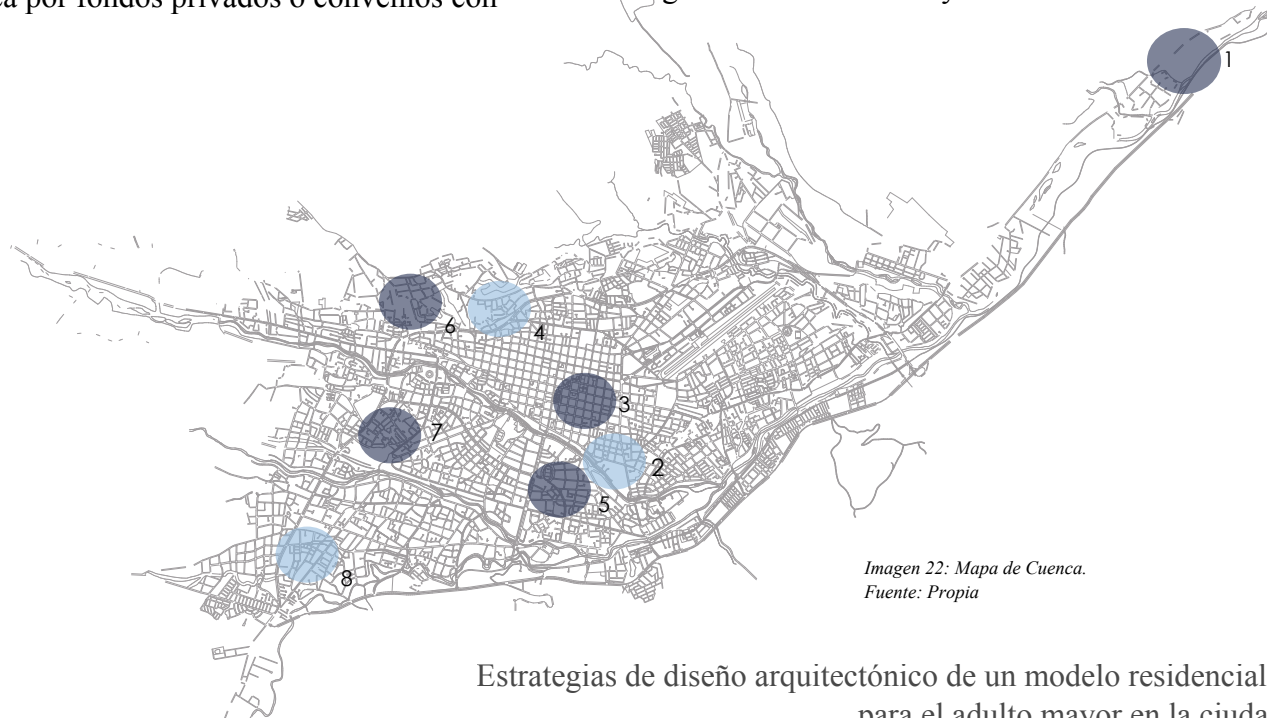 por fondos privados o convenios con
1
6
4
3
7
2
5
8
Imagen 22: Mapa de Cuenca.
Fuente: Propia
Estrategias de diseño arquitectónico de un modelo residencial
para el adulto mayor en la ciuda